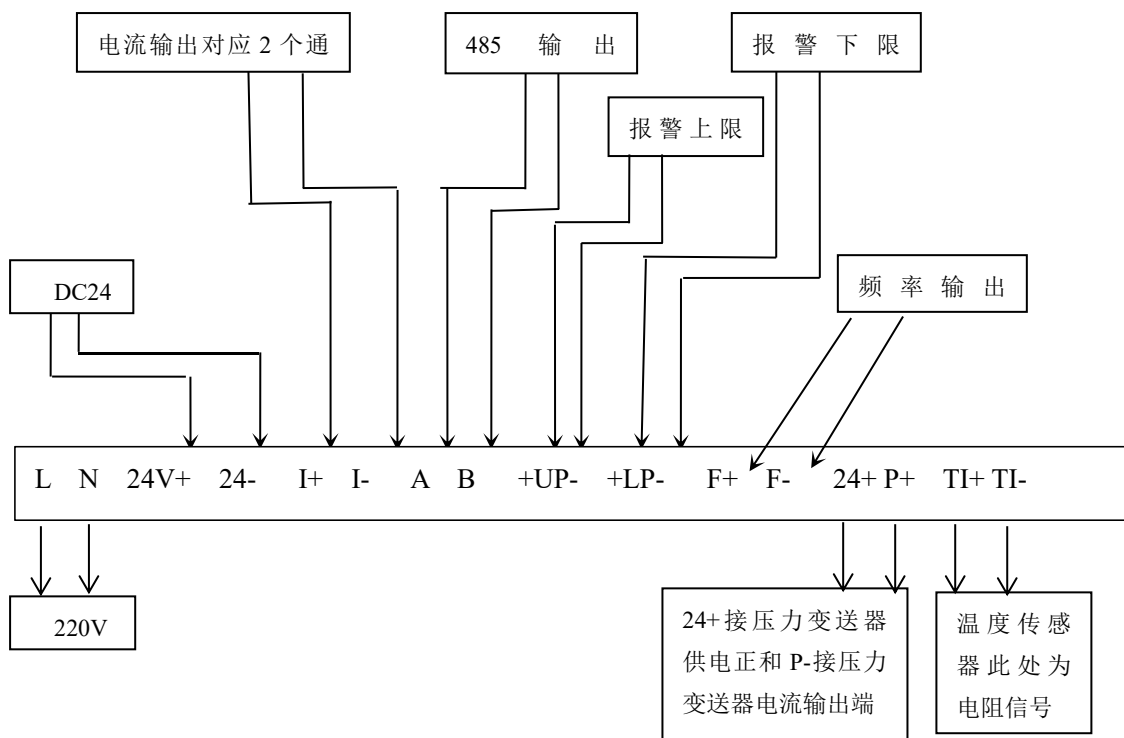 电流输出对应 2 个通
485 输 出
报 警 下 限
报 警 上 限
DC24
频 率 输 出
L N 24V+ 24- I+ I- A B +UP- +LP- F+ F- 24+ P+ TI+ TI-
220V
24+接压力变送器
供电正和 P-接压力
变送器电流输出端
温 度 传 感
器 此 处 为
电阻信号